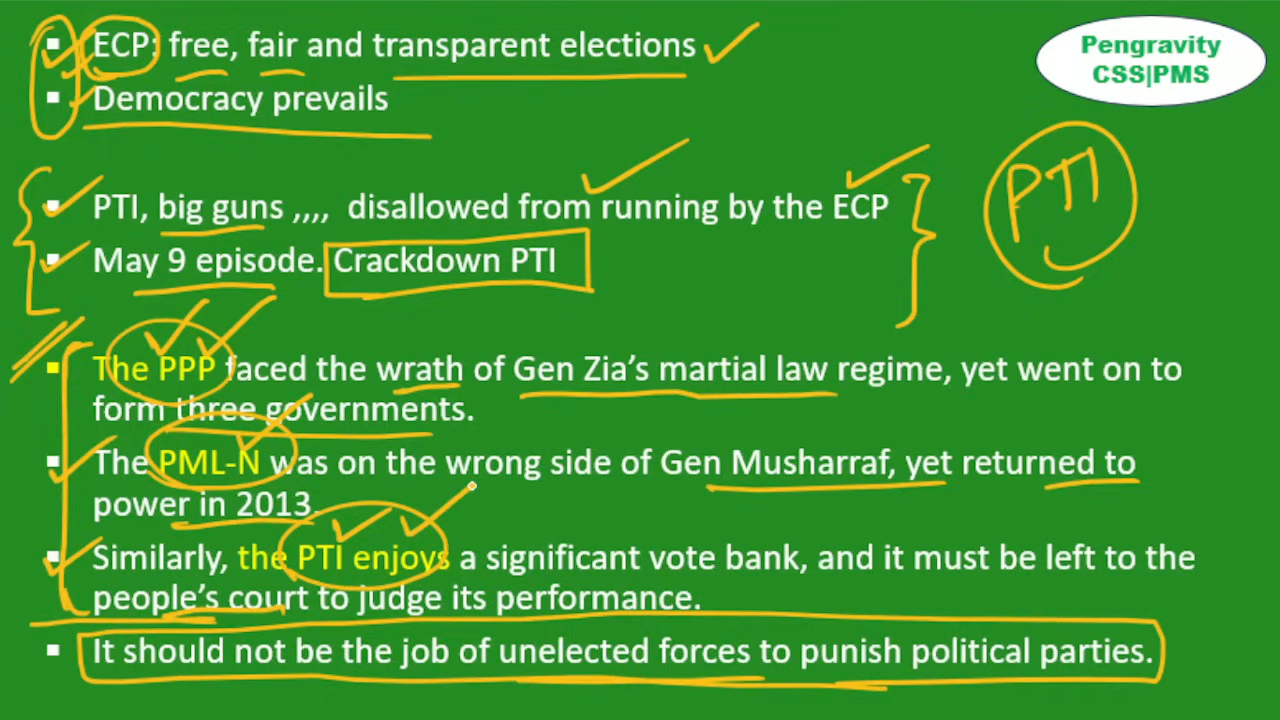 ECP: free, fair and transparent elections
Pengravity
CSS|PMS
Democracy prevails
PTI
PTI, big guns ,,,, disallowed from running by the ECP
May 9 episode. Crackdown PTI
The PPP faced the wrath of Gen Zia’s martial law regime, yet went on to
form three governments.
The PML-N was on the wrong side of Gen Musharraf, yet returned to
power in 2013.
Similarly, the PTI enjoys a significant vote bank, and it must be left to the
people’s court to judge its performance.
It should not be the job of unelected forces to punish political parties.